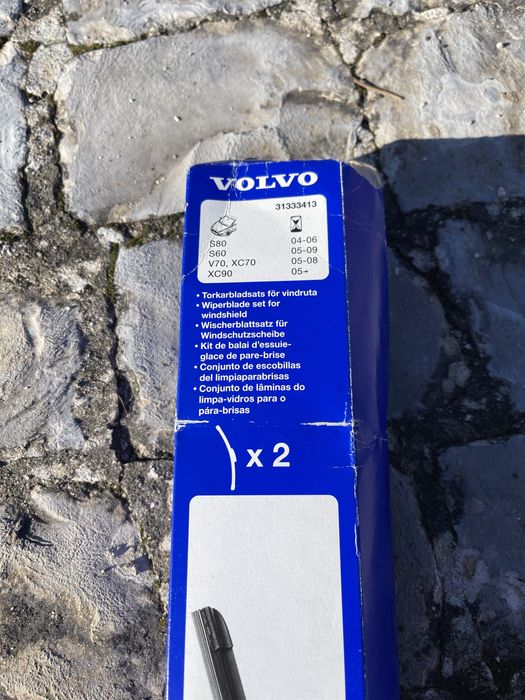 VOLVO
31333413
S80 04-06
S60 05-09
V70, XC70 05-08
XC90 05→
• Torkarbladsats för vindruta
• Wiperblade set for
windshield
• Wischerblattsatz für
Windschutzscheibe
• Kit de balai d'essuie-
glace de pare-brise
• Conjunto de escobillas
del limpiaparabrisas
• Conjunto de lâminas do
limpa-vidros para o
pára-brisas
x 2